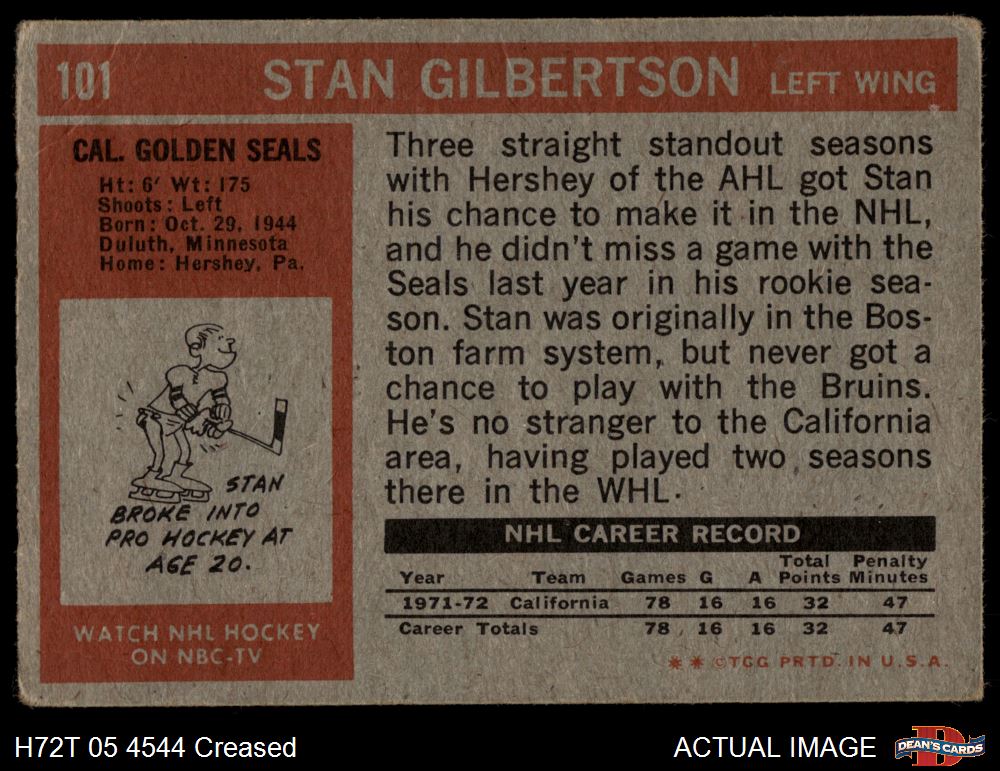 101 STAN GILBERTSON LEFT WING
CAL. GOLDEN SEALS
Ht: 6' Wt: 175
Shoots: Left
Born: Oct. 29, 1944
Duluth, Minnesota
Home: Hershey, Pa.
STAN
BROKE INTO
PRO HOCKEY AT
AGE 20.
WATCH NHL HOCKEY
ON NBC-TV
Three straight standout seasons
with Hershey of the AHL got Stan
his chance to make it in the NHL,
and he didn't miss a game with the
Seals last year in his rookie sea-
son. Stan was originally in the Bos-
ton farm system, but never got a
chance to play with the Bruins.
He's no stranger to the California
area, having played two seasons
there in the WHL.
NHL CAREER RECORD
Total Penalty
Year Team Games G A Points Minutes
1971-72 California 78 16 16 32 47
Career Totals 78 16 16 32 47
* * ©TCG PRTD. IN U.S.A.
H72T 05 4544 Creased ACTUAL IMAGE D DEAN'S CARDS